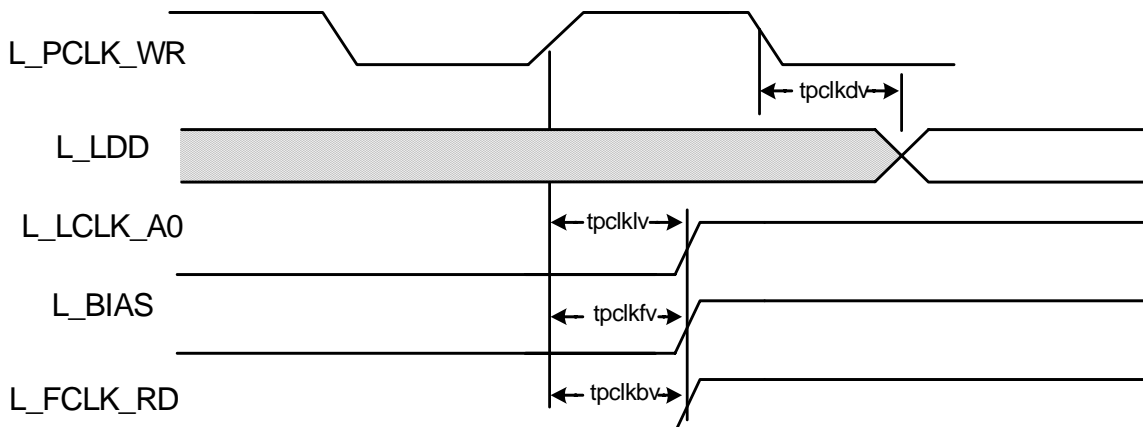 L_PCLK_WR
tpclkdv
L_LDD
L_LCLK_A0
tpclklv
L_BIAS
tpclkfv
L_FCLK_RD
tpclkbv